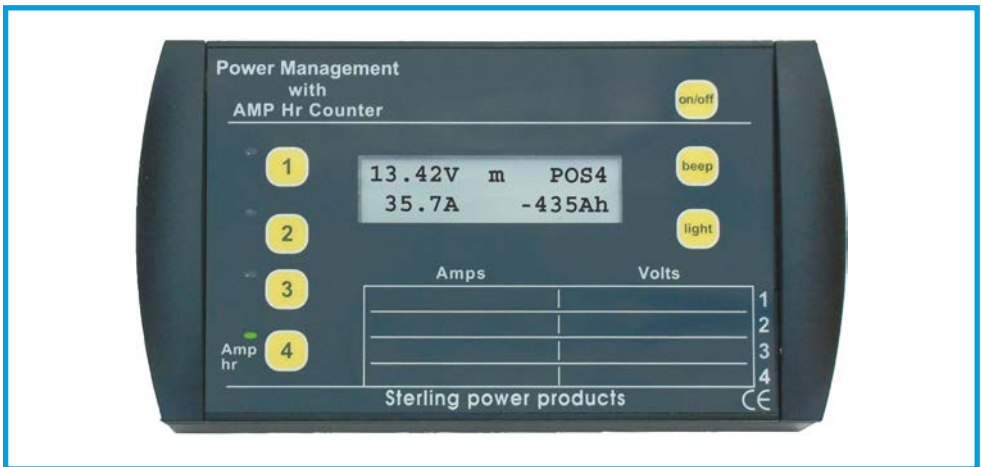 Power Management
with
AMP Hr Counter
on/off
1
13.42V m POS4
beep
35.7A -435Ah
2
light
3
Amps Volts
1
2
Amp
hr
4
3
4
Sterling power products
CE